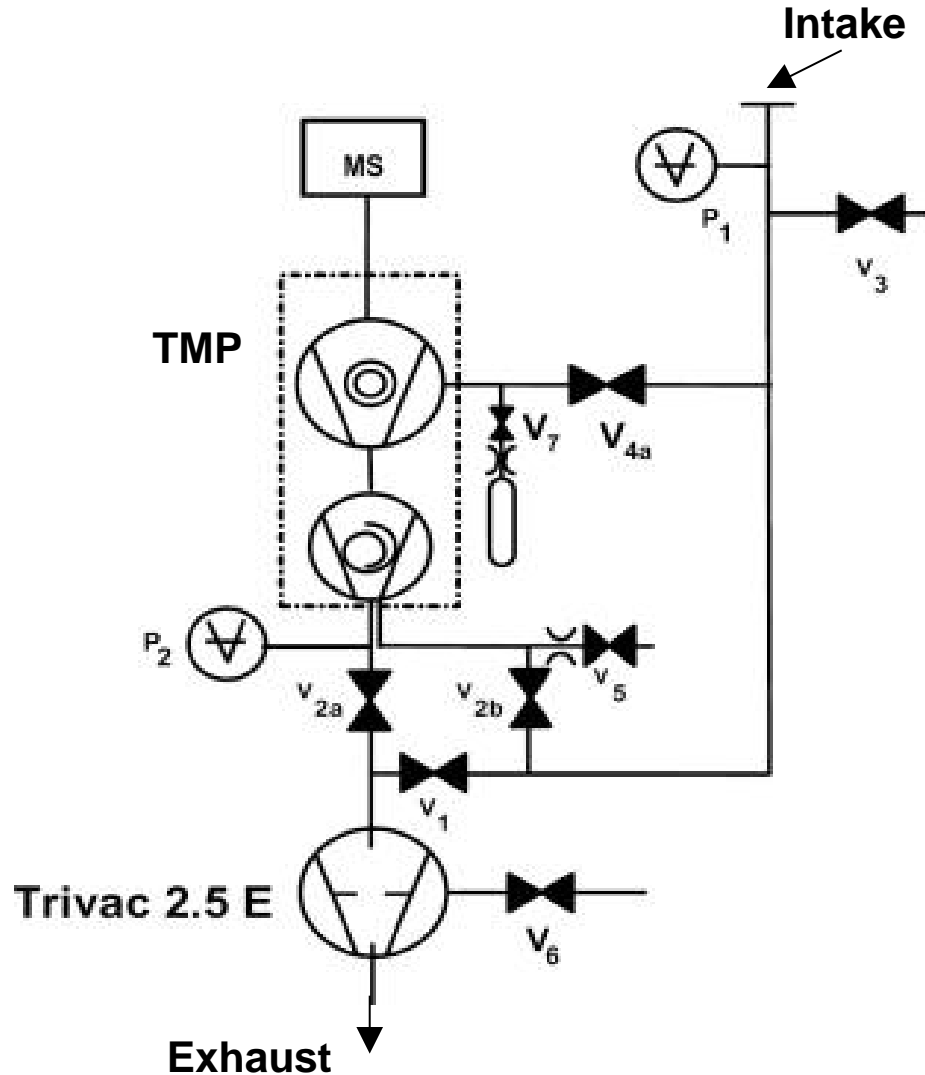 Intake
MS
P1
V3
TMP
V7
V4a
P2
V2a
V2b
V5
V1
Trivac 2.5 E
V6
Exhaust